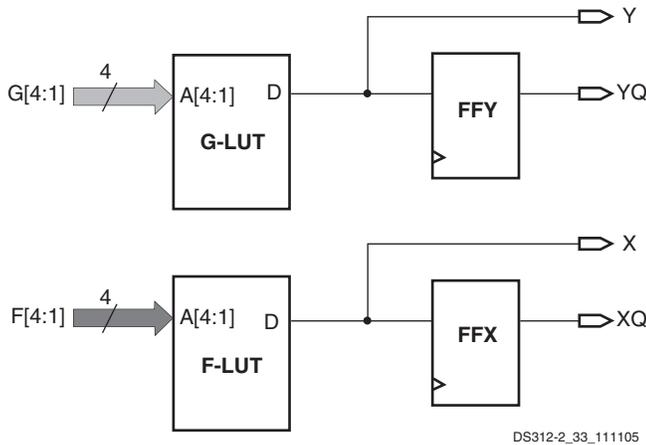 Y
4
G[4:1]
A[4:1]
D
YQ
FFY
G-LUT
X
4
F[4:1]
A[4:1]
D
XQ
FFX
F-LUT
DS312-2_33_111105